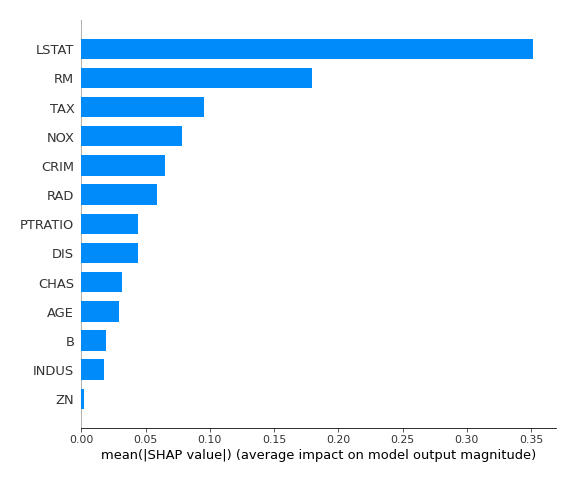 LSTAT
RM
TAX
NOX
CRIM
RAD
PTRATIO
DIS
CHAS
AGE
B
INDUS
ZN
0.00 0.05 0.10 0.15 0.20 0.25 0.30 0.35
mean(|SHAP value|) (average impact on model output magnitude)